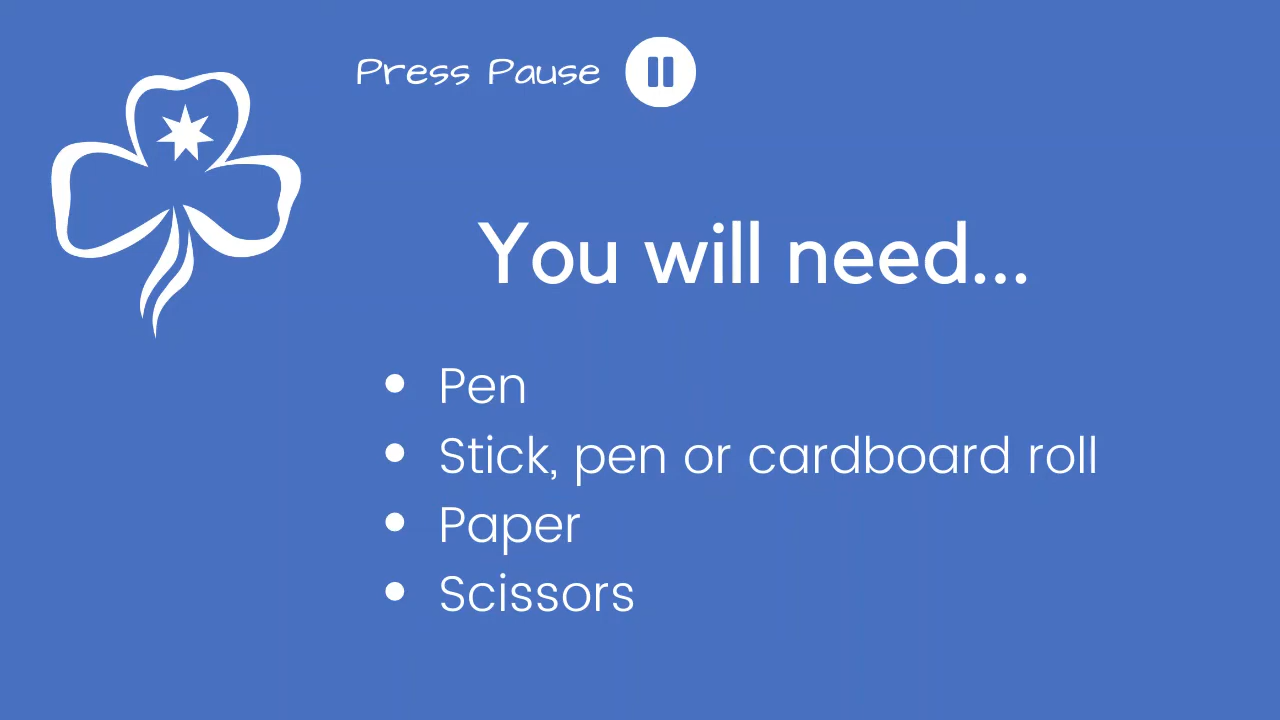 Press Pause
You will need...
Pen
Stick, pen or cardboard roll
Paper
Scissors